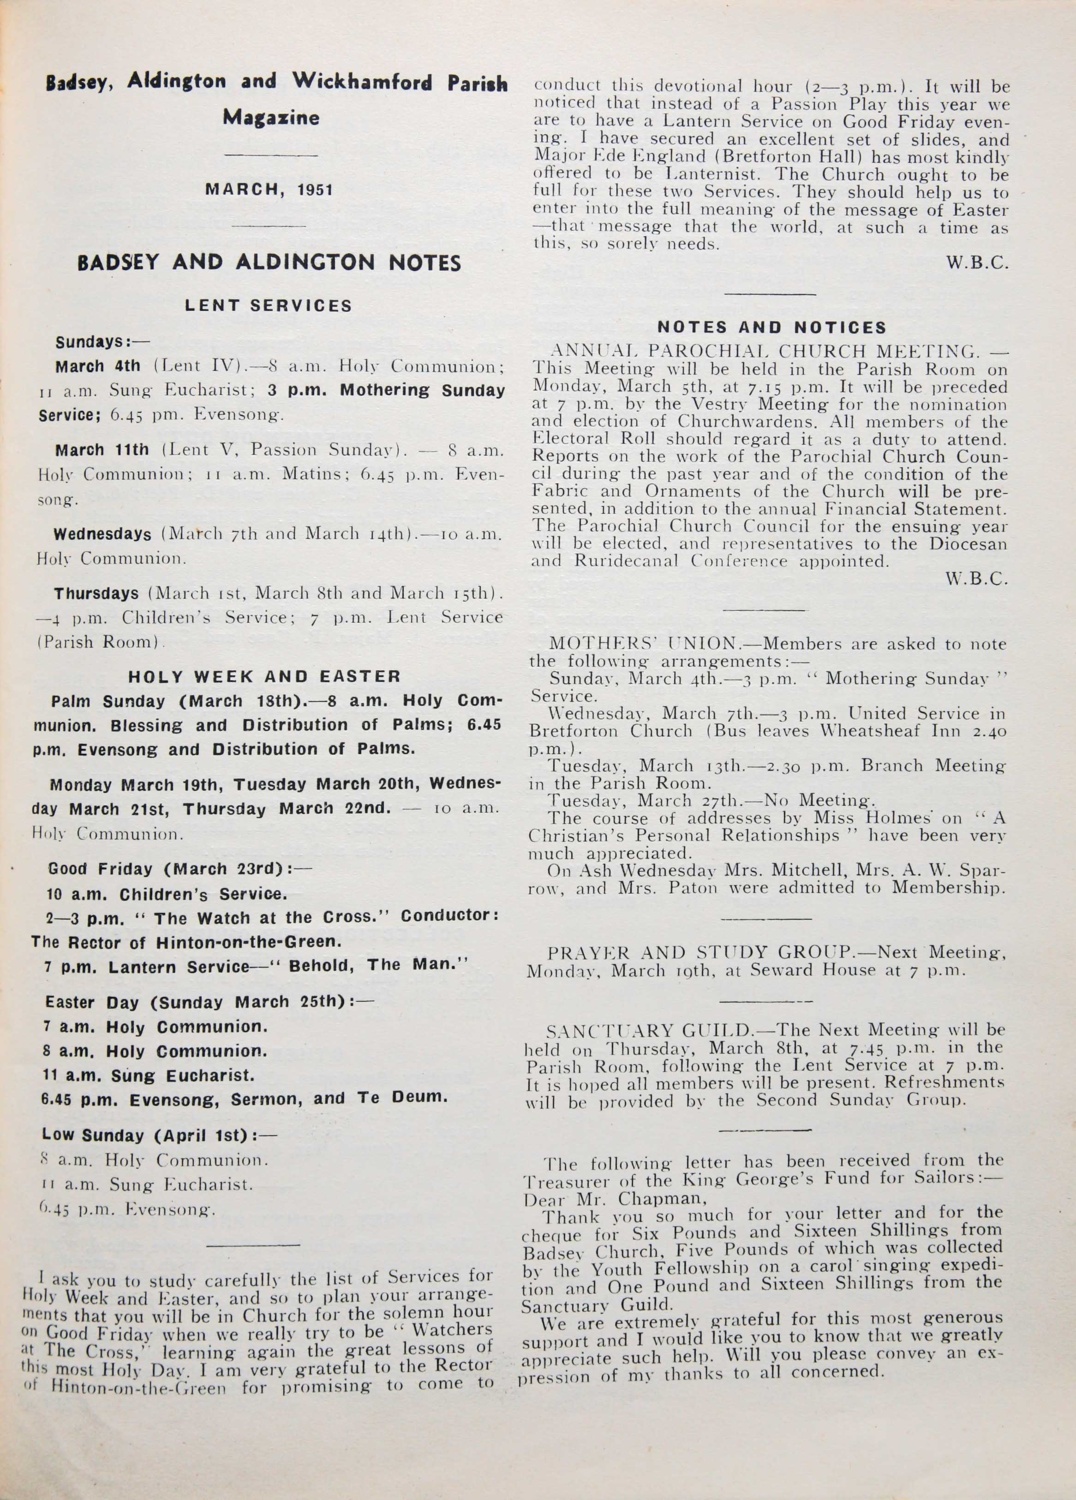 Badsey, Aldington and Wickhamford Parish
Magazine
MARCH, 1951
BADSEY AND ALDINGTON NOTES
LENT SERVICES
Sundays:—
March 4th (Lent IV).—8 a.m. Holy Communion;
11 a.m. Sung Eucharist; 3 p.m. Mothering Sunday
Service; 6.45 pm. Evensong.
March 11th (Lent V, Passion Sunday). — 8 a.m.
Holy Communion; 11 a.m. Matins; 6.45 p.m. Even-
song.
Wednesdays (March 7th and March 14th).—10 a.m.
Holy Communion.
Thursdays (March 1st, March 8th and March 15th).
—4 p.m. Children's Service; 7 p.m. Lent Service
(Parish Room).
HOLY WEEK AND EASTER
Palm Sunday (March 18th).—8 a.m. Holy Com-
munion. Blessing and Distribution of Palms; 6.45
p.m. Evensong and Distribution of Palms.
Monday March 19th, Tuesday March 20th, Wednes-
day March 21st, Thursday March 22nd. — 10 a.m.
Holy Communion.
Good Friday (March 23rd):—
10 a.m. Children's Service.
2—3 p.m. “ The Watch at the Cross.” Conductor:
The Rector of Hinton-on-the-Green.
7 p.m. Lantern Service—“ Behold, The Man.”
Easter Day (Sunday March 25th):—
7 a.m. Holy Communion.
8 a.m. Holy Communion.
11 a.m. Sung Eucharist.
6.45 p.m. Evensong, Sermon, and Te Deum.
Low Sunday (April 1st):—
8 a.m. Holy Communion.
11 a.m. Sung Eucharist.
6.45 p.m. Evensong.
I ask you to study carefully the list of Services for
Holy Week and Easter, and so to plan your arrange-
ments that you will be in Church for the solemn hour
on Good Friday when we really try to be “ Watchers
at The Cross,” learning again the great lessons of
this most Holy Day. I am very grateful to the Rector
of Hinton-on-the-Green for promising to come to
conduct this devotional hour (2—3 p.m.). It will be
noticed that instead of a Passion Play this year we
are to have a Lantern Service on Good Friday even-
ing. I have secured an excellent set of slides, and
Major Ede England (Bretforton Hall) has most kindly
offered to be Lanternist. The Church ought to be
full for these two Services. They should help us to
enter into the full meaning of the message of Easter
—that message that the world, at such a time as
this, so sorely needs.
W.B.C.
NOTES AND NOTICES
ANNUAL PAROCHIAL CHURCH MEETING. —
This Meeting will be held in the Parish Room on
Monday, March 5th, at 7.15 p.m. It will be preceded
at 7 p.m. by the Vestry Meeting for the nomination
and election of Churchwardens. All members of the
Electoral Roll should regard it as a duty to attend.
Reports on the work of the Parochial Church Coun-
cil during the past year and of the condition of the
Fabric and Ornaments of the Church will be pre-
sented, in addition to the annual Financial Statement.
The Parochial Church Council for the ensuing year
will be elected, and representatives to the Diocesan
and Ruridecanal Conference appointed.
W.B.C.
MOTHERS' UNION.—Members are asked to note
the following arrangements:—
Sunday, March 4th.—3 p.m. “ Mothering Sunday ”
Service.
Wednesday, March 7th.—3 p.m. United Service in
Bretforton Church (Bus leaves Wheatsheaf Inn 2.40
p.m.).
Tuesday, March 13th.—2.30 p.m. Branch Meeting
in the Parish Room.
Tuesday, March 27th.—No Meeting.
The course of addresses by Miss Holmes on “ A
Christian's Personal Relationships ” have been very
much appreciated.
On Ash Wednesday Mrs. Mitchell, Mrs. A. W. Spar-
row, and Mrs. Paton were admitted to Membership.
PRAYER AND STUDY GROUP.—Next Meeting,
Monday, March 19th, at Seward House at 7 p.m.
SANCTUARY GUILD.—The Next Meeting will be
held on Thursday, March 8th, at 7.45 p.m. in the
Parish Room, following the Lent Service at 7 p.m.
It is hoped all members will be present. Refreshments
will be provided by the Second Sunday Group.
The following letter has been received from the
Treasurer of the King George's Fund for Sailors:—
Dear Mr. Chapman,
Thank you so much for your letter and for the
cheque for Six Pounds and Sixteen Shillings from
Badsey Church, Five Pounds of which was collected
by the Youth Fellowship on a carol singing expedi-
tion and One Pound and Sixteen Shillings from the
Sanctuary Guild.
We are extremely grateful for this most generous
support and I would like you to know that we greatly
appreciate such help. Will you please convey an ex-
pression of my thanks to all concerned.